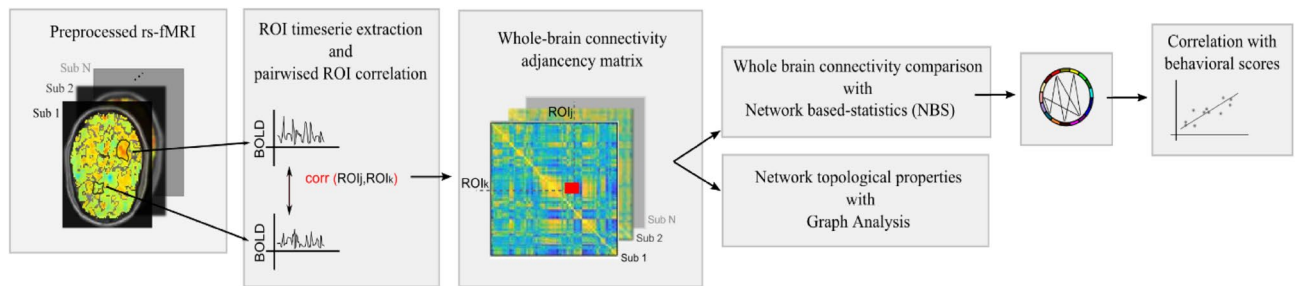 Preprocessed rs-fMRI
Sub N
Sub 2
Sub 1
ROI timeserie extraction
and
pairwised ROI correlation
BOLD
corr (ROIj,ROIk)
BOLD
Whole-brain connectivity
adjancency matrix
ROIj
ROIk
Sub N
Sub 2
Sub 1
Whole brain connectivity comparison
with
Network based-statistics (NBS)
Network topological properties
with
Graph Analysis
Correlation with
behavioral scores